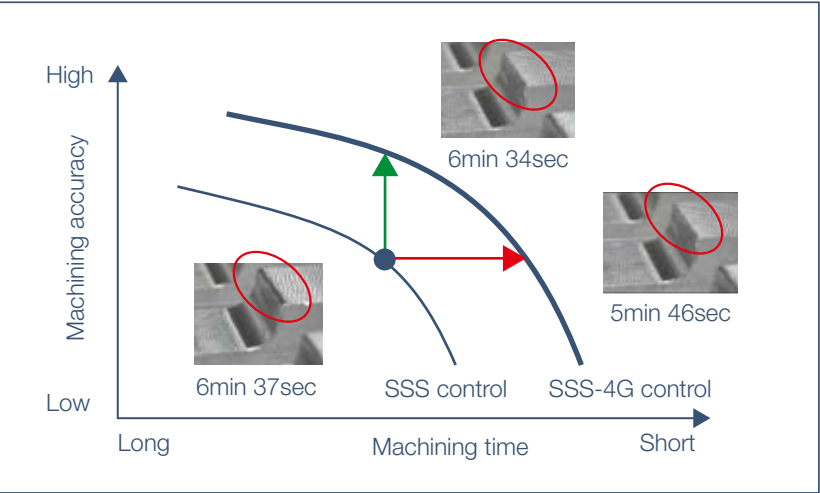 High
6min 34sec
Machining accuracy
5min 46sec
6min 37sec
SSS control
SSS-4G control
Low
Long
Machining time
Short